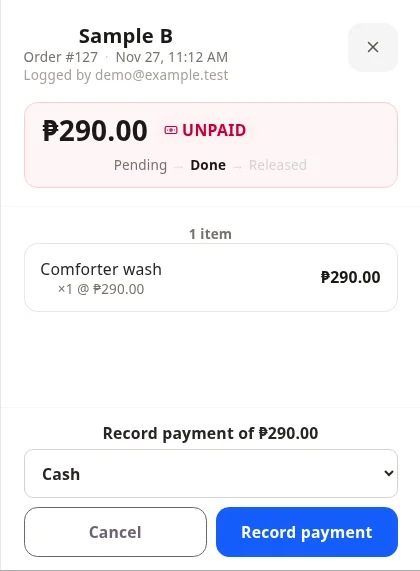 Sample B
Order #127 · Nov 27, 11:12 AM
Logged by demo@example.test
₱290.00 UNPAID
Pending → Done → Released
1 item
Comforter wash
×1 @ ₱290.00
₱290.00
Record payment of ₱290.00
Cash
Cancel
Record payment